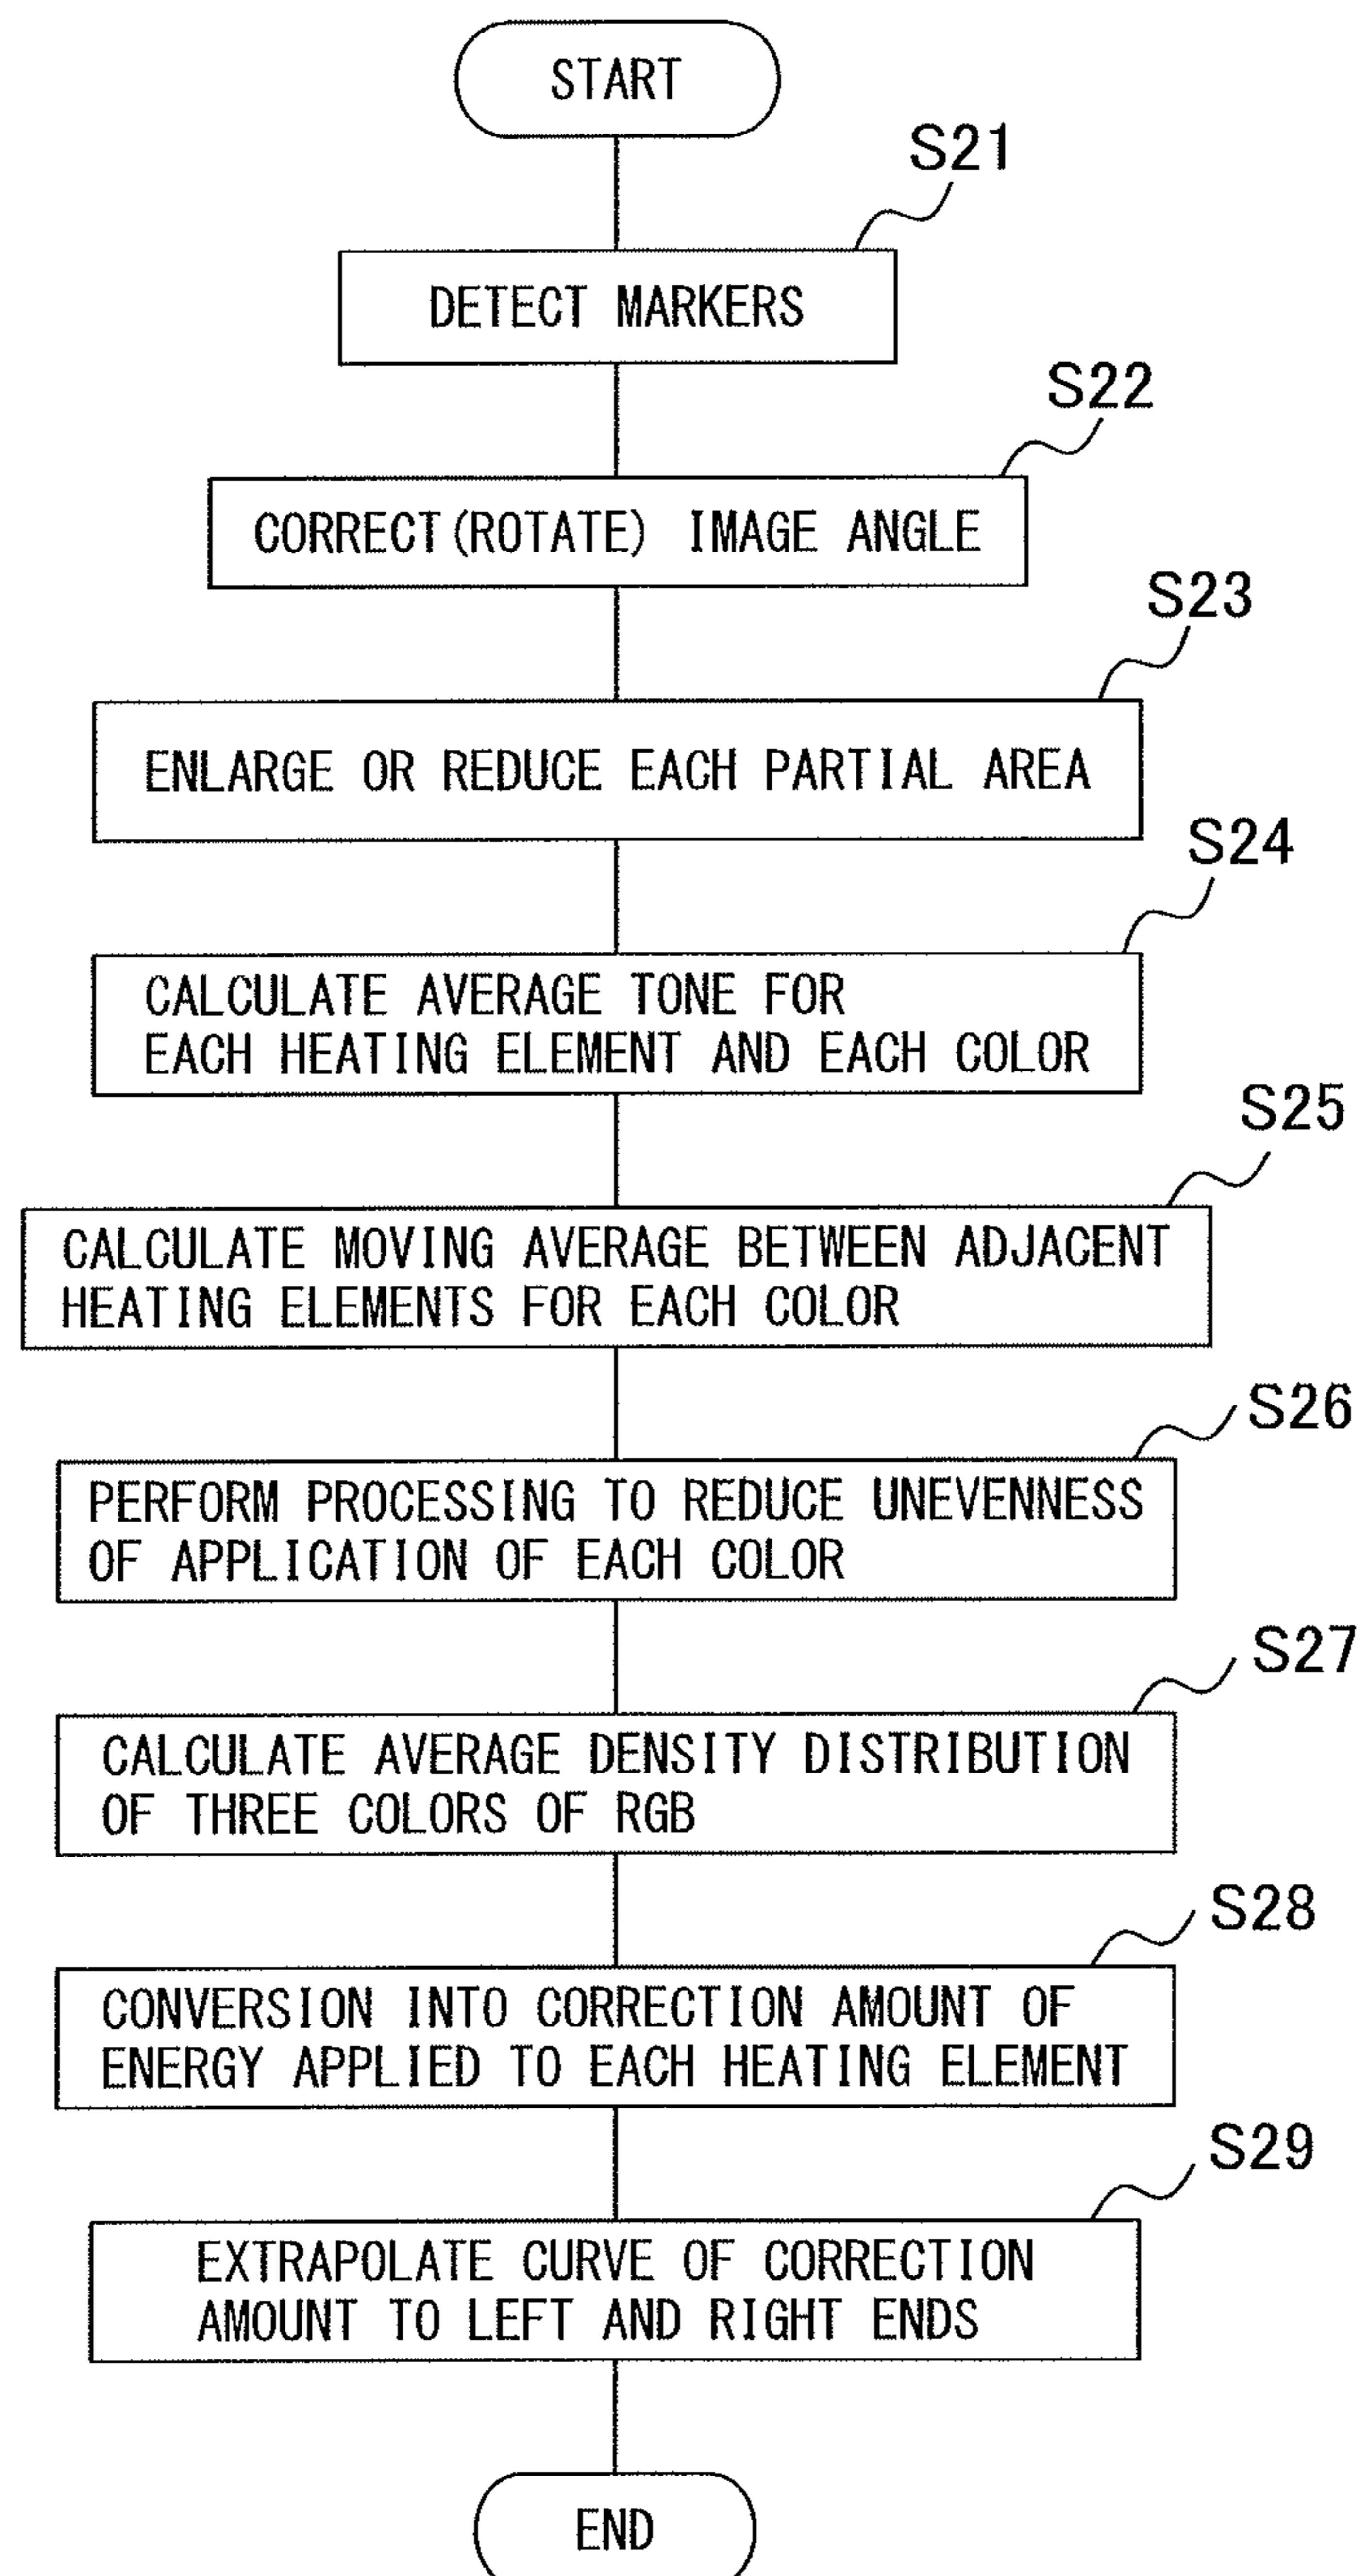 START
S21
DETECT MARKERS
S22
CORRECT(ROTATE) IMAGE ANGLE
S23
ENLARGE OR REDUCE EACH PARTIAL AREA
S24
CALCULATE AVERAGE TONE FOR
EACH HEATING ELEMENT AND EACH COLOR
S25
CALCULATE MOVING AVERAGE BETWEEN ADJACENT
HEATING ELEMENTS FOR EACH COLOR
S26
PERFORM PROCESSING TO REDUCE UNEVENNESS
OF APPLICATION OF EACH COLOR
S27
CALCULATE AVERAGE DENSITY DISTRIBUTION
OF THREE COLORS OF RGB
S28
CONVERSION INTO CORRECTION AMOUNT OF
ENERGY APPLIED TO EACH HEATING ELEMENT
S29
EXTRAPOLATE CURVE OF CORRECTION
AMOUNT TO LEFT AND RIGHT ENDS
END